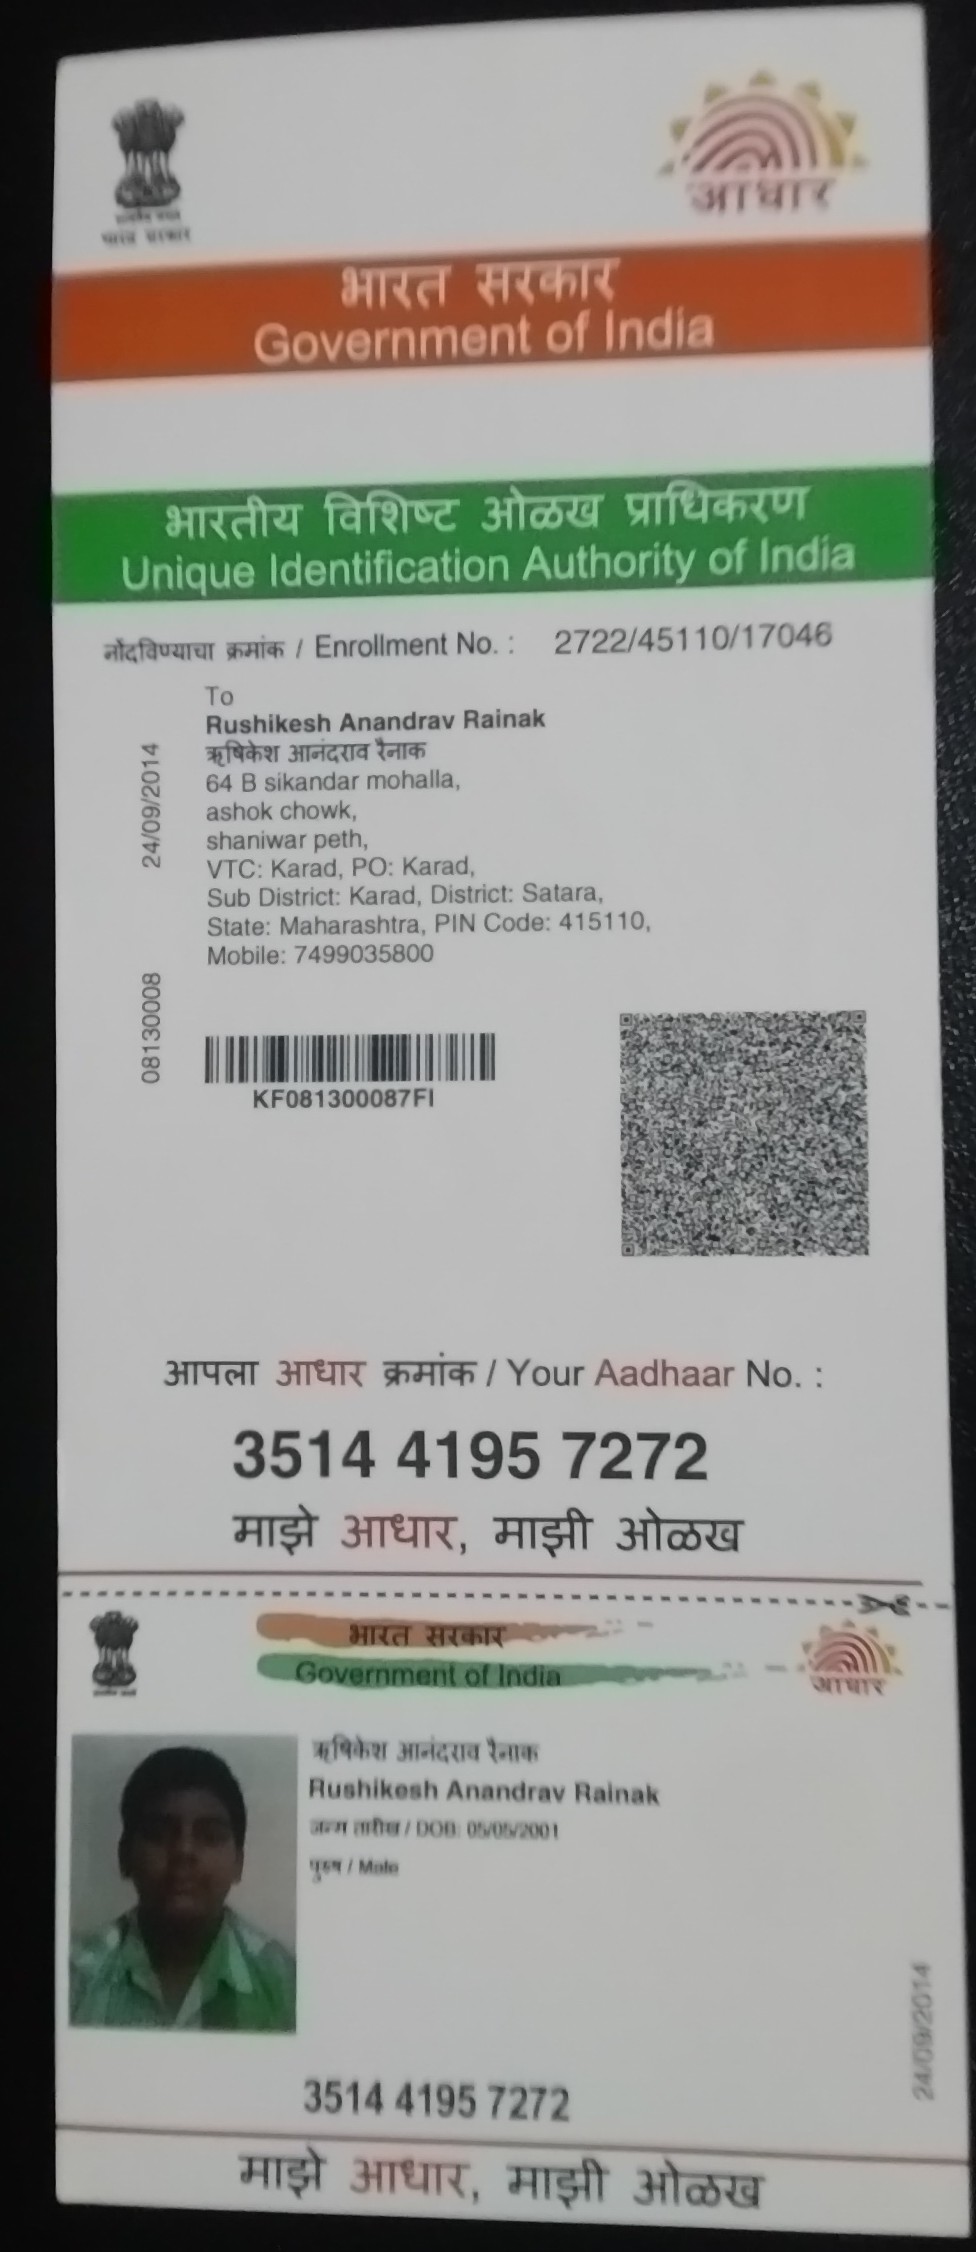 भारत सरकार
आधार
भारत सरकार
Government of India
भारतीय विशिष्ट ओळख प्राधिकरण
Unique Identification Authority of India
नोंदविण्याचा क्रमांक / Enrollment No. : 2722/45110/17046
To
Rushikesh Anandrav Rainak
ऋषिकेश आनंदराव रैनाक
64 B sikandar mohalla,
ashok chowk,
shaniwar peth,
VTC: Karad, PO: Karad,
Sub District: Karad, District: Satara,
State: Maharashtra, PIN Code: 415110,
Mobile: 7499035800
24/09/2014
08130008
KF081300087FI
आपला आधार क्रमांक / Your Aadhaar No. :
3514 4195 7272
माझे आधार, माझी ओळख
भारत सरकार
Government of India
आधार
ऋषिकेश आनंदराव रैनाक
Rushikesh Anandrav Rainak
जन्म तारीख / DOB: 05/05/2001
पुरुष / Male
24/09/2014
3514 4195 7272
माझे आधार, माझी ओळख